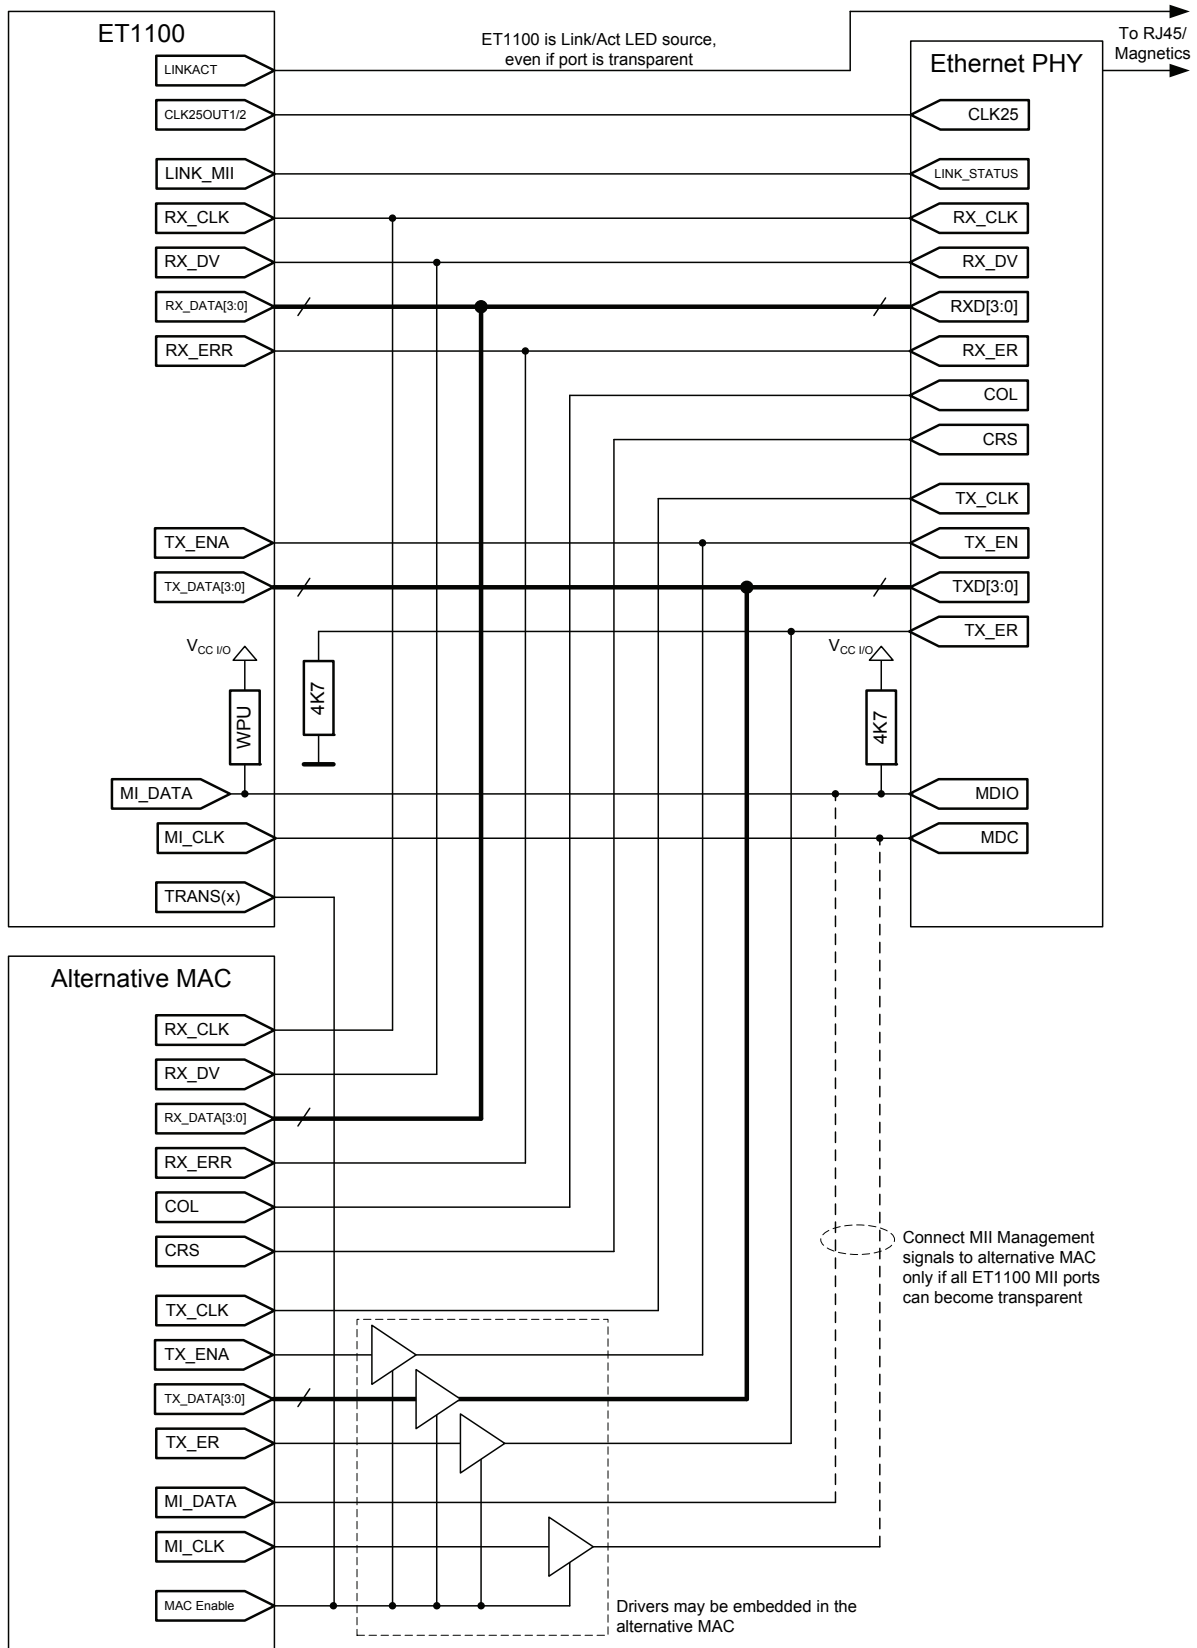 ET1100
LINKACT
CLK25OUT1/2
LINK_MII
RX_CLK
RX_DV
RX_DATA[3:0]
RX_ERR
TX_ENA
TX_DATA[3:0]
VCC I/O
WPU
4K7
MI_DATA
MI_CLK
TRANS(x)
ET1100 is Link/Act LED source,
even if port is transparent
To RJ45/
Magnetics
Ethernet PHY
CLK25
LINK_STATUS
RX_CLK
RX_DV
RXD[3:0]
RX_ER
COL
CRS
TX_CLK
TX_EN
TXD[3:0]
TX_ER
VCC I/O
4K7
MDIO
MDC
Alternative MAC
RX_CLK
RX_DV
RX_DATA[3:0]
RX_ERR
COL
CRS
TX_CLK
TX_ENA
TX_DATA[3:0]
TX_ER
MI_DATA
MI_CLK
MAC Enable
Connect MII Management
signals to alternative MAC
only if all ET1100 MII ports
can become transparent
Drivers may be embedded in the
alternative MAC